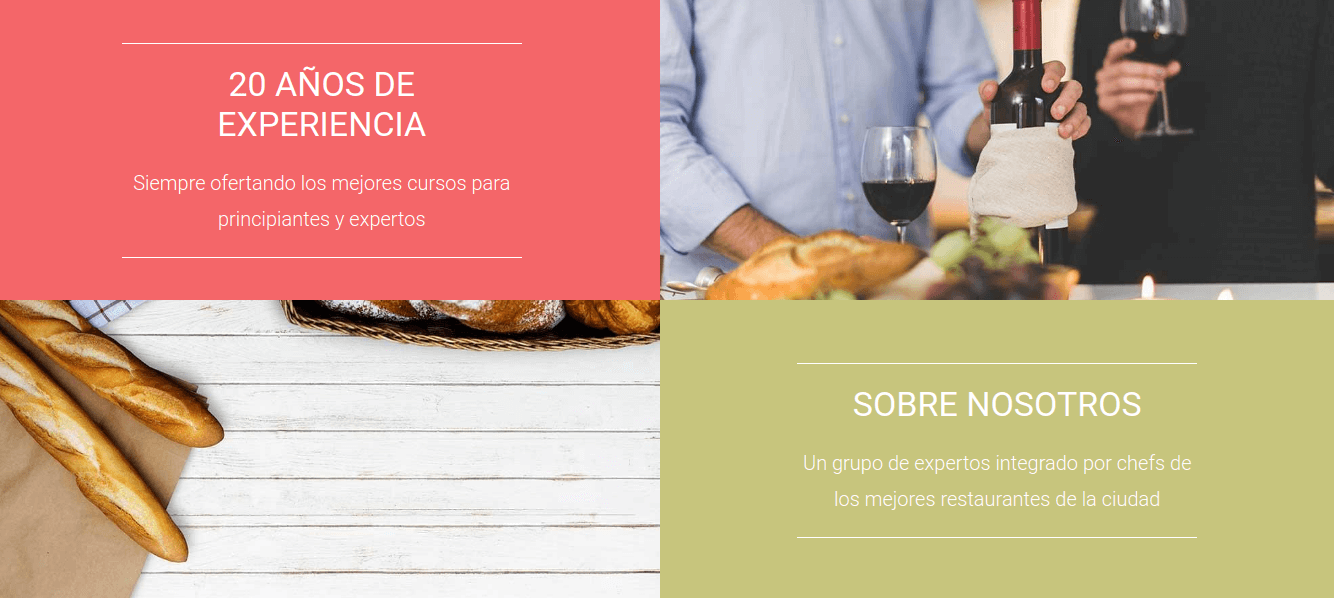 20 AÑOS DE
EXPERIENCIA
Siempre ofertando los mejores cursos para
principiantes y expertos
SOBRE NOSOTROS
Un grupo de expertos integrado por chefs de
los mejores restaurantes de la ciudad